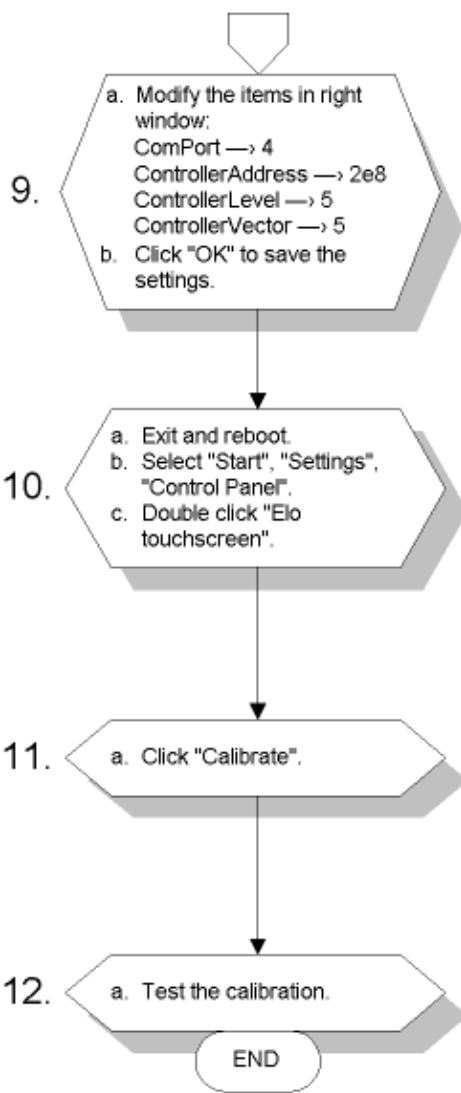 a. Modify the items in right
window:
ComPort —› 4
9.
ControllerAddress —› 2e8
ControllerLevel —› 5
ControllerVector —› 5
b. Click "OK" to save the
settings.
a. Exit and reboot.
10.
b. Select "Start", "Settings",
"Control Panel".
c. Double click "Elo
touchscreen".
11.
a. Click "Calibrate".
12.
a. Test the calibration.
END